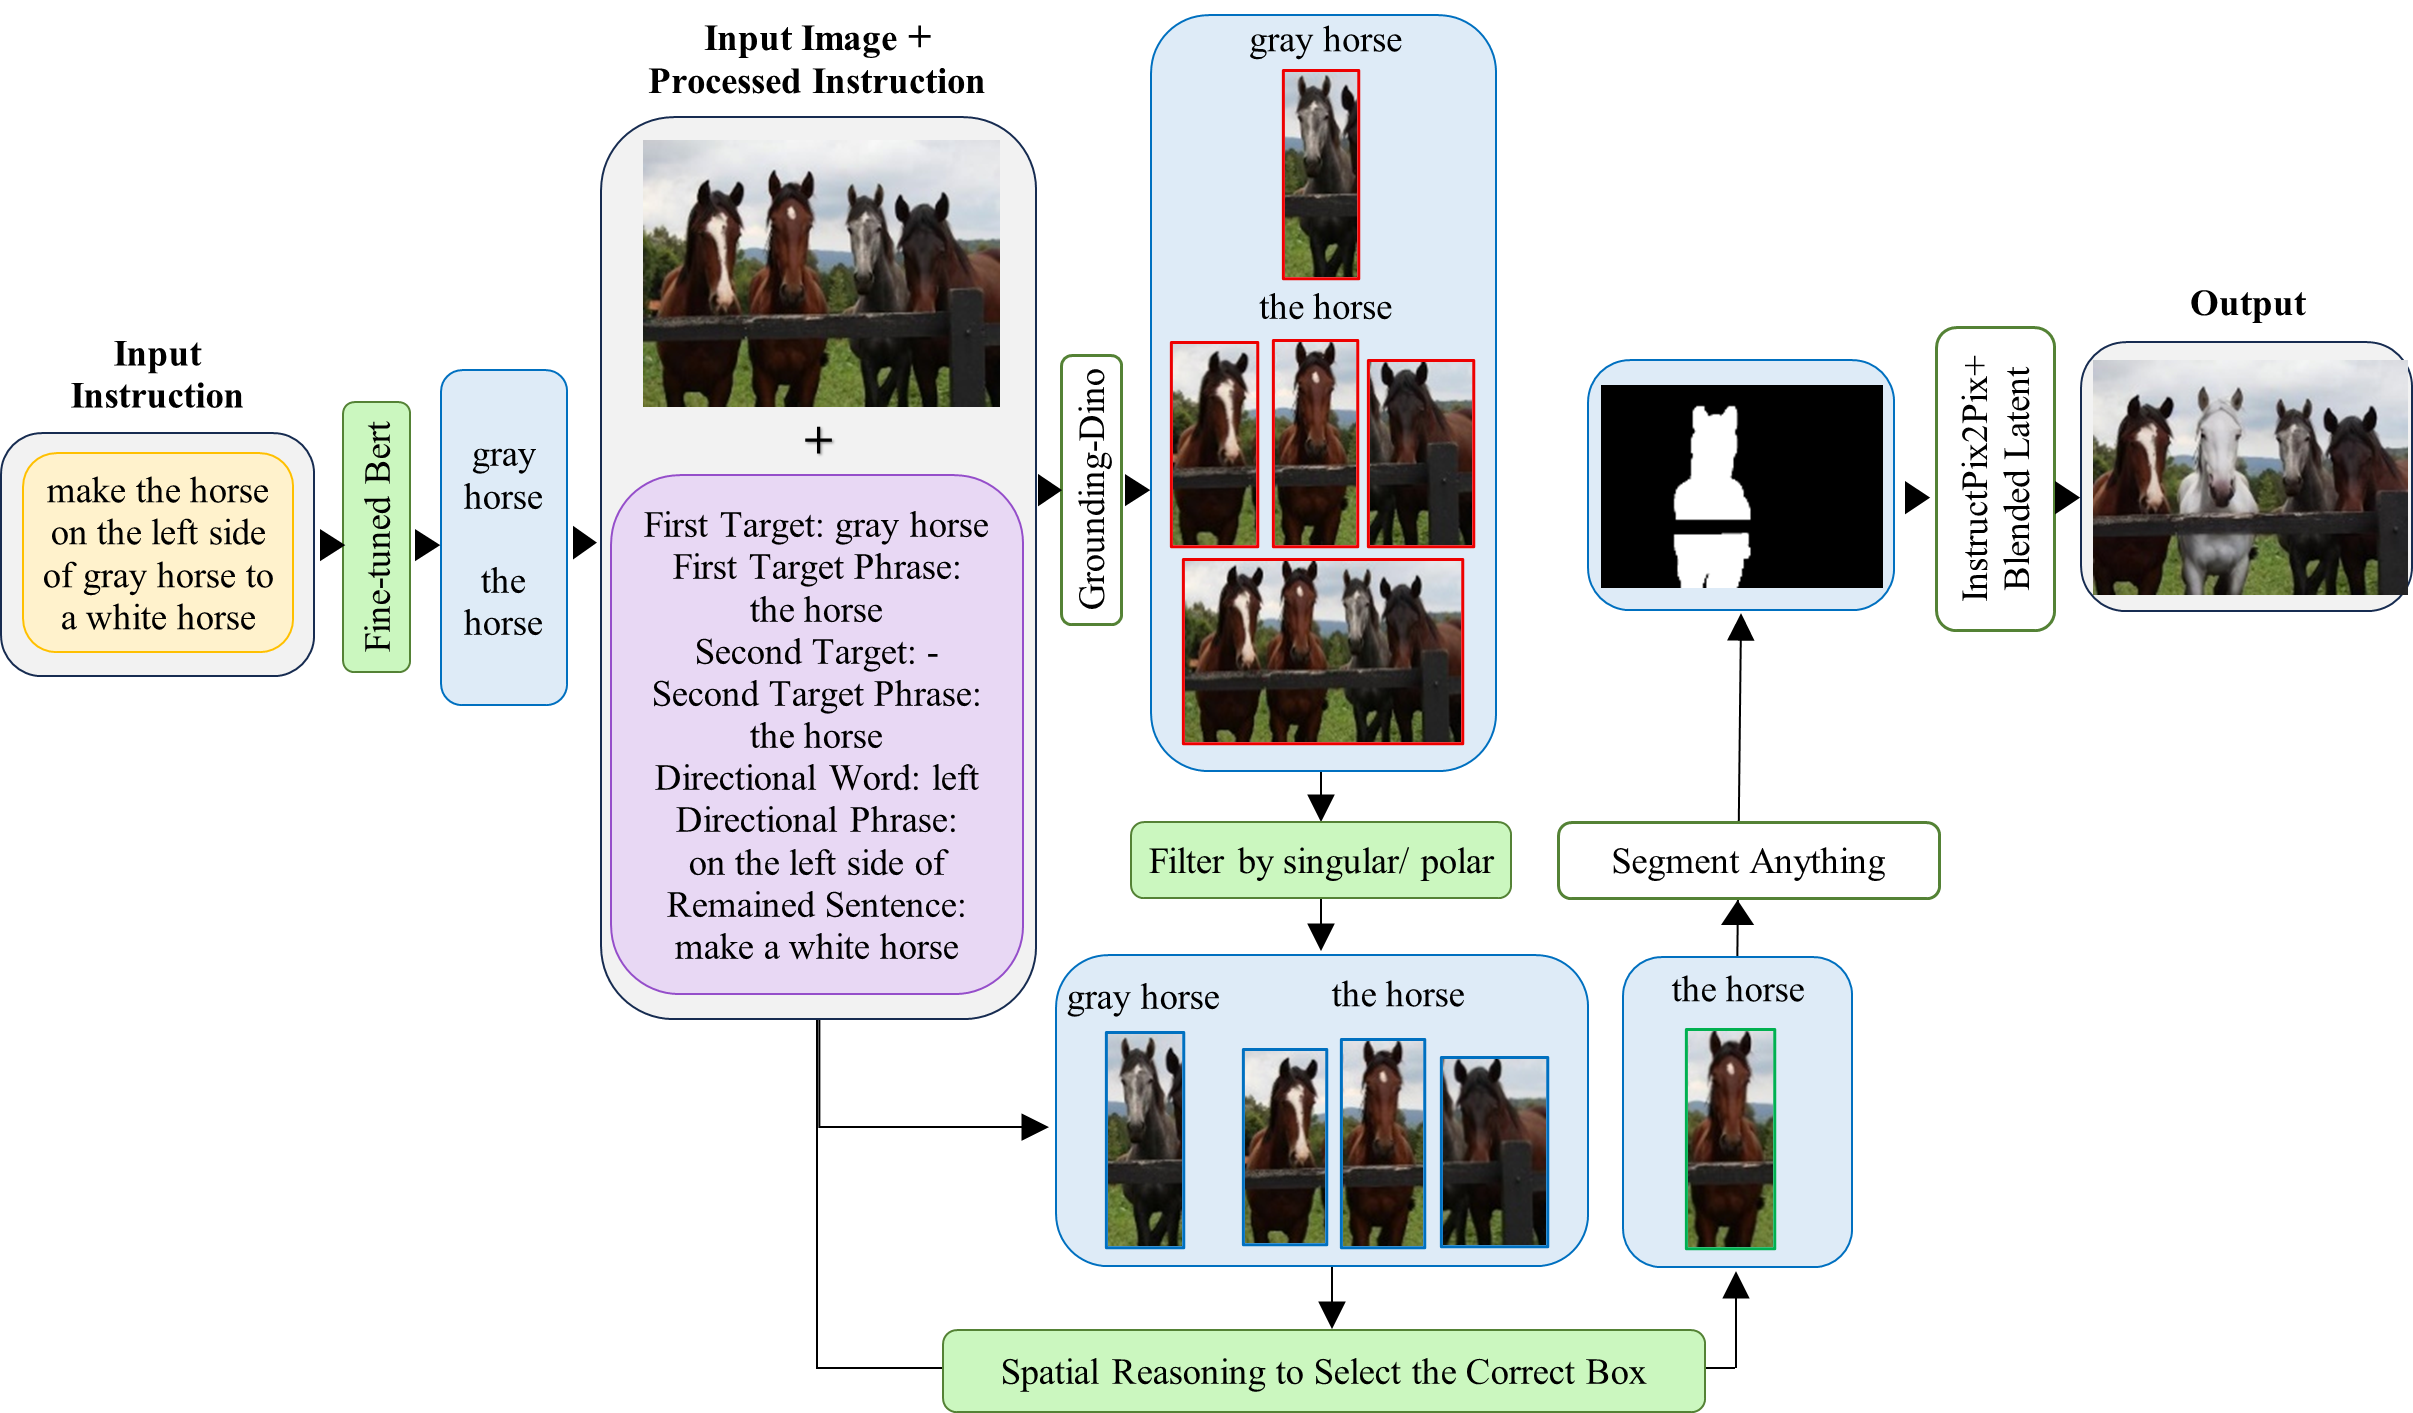 Input
Instruction
make the horse
on the left side
of gray horse to
a white horse
Fine-tuned Bert
gray
horse
the
horse
Input Image +
Processed Instruction
+
First Target: gray horse
First Target Phrase:
the horse
Second Target: -
Second Target Phrase:
the horse
Directional Word: left
Directional Phrase:
on the left side of
Remained Sentence:
make a white horse
Grounding-Dino
gray horse
the horse
Filter by singular/ polar
gray horse
the horse
Spatial Reasoning to Select the Correct Box
the horse
Segment Anything
InstructPix2Pix+
Blended Latent
Output